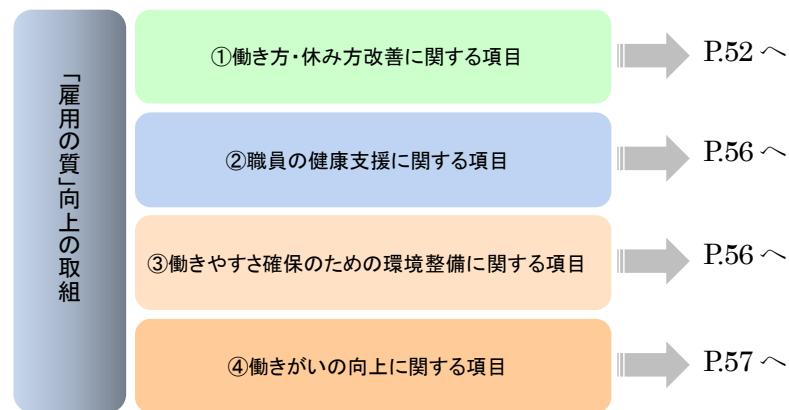 「雇用の質」向上の取組
①働き方・休み方改善に関する項目
P.52 へ
②職員の健康支援に関する項目
P.56 へ
③働きやすさ確保のための環境整備に関する項目
P.56 へ
④働きがいの向上に関する項目
P.57 へ